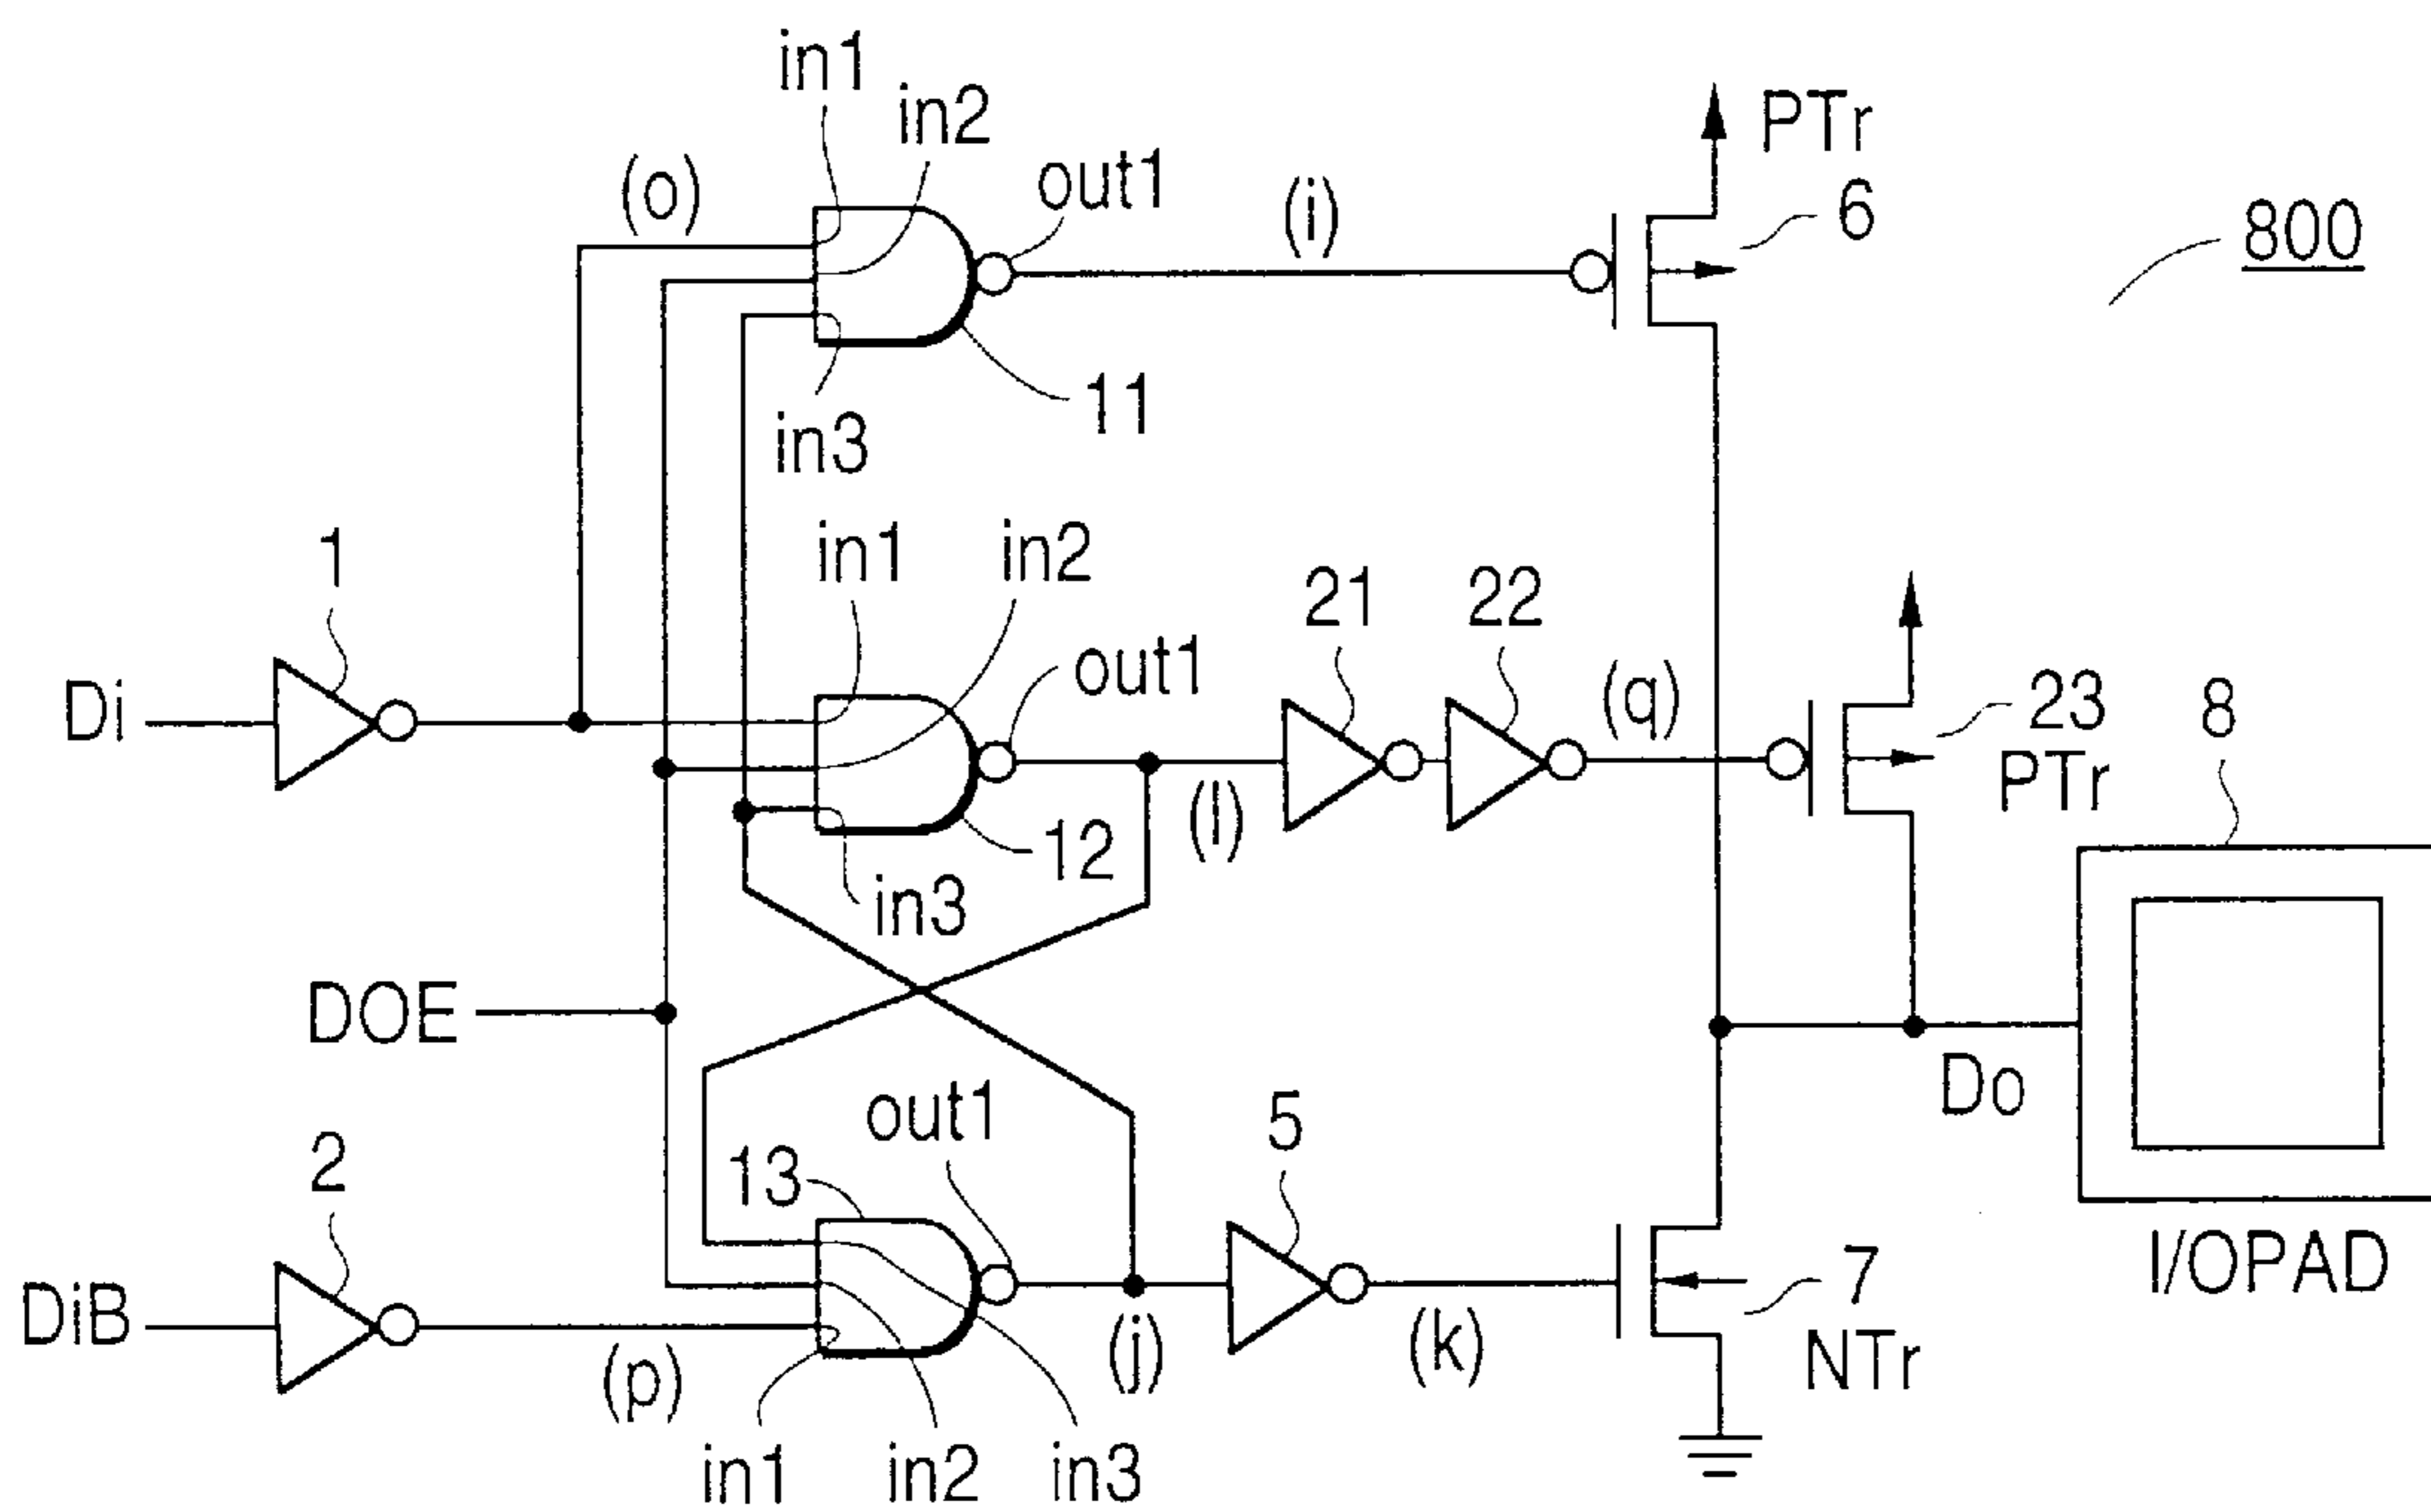 in1
in2
(o)
out1
(i)
PTr
6
800
in3
11
1
in1
in2
out1
21
22
(q)
23
PTr
8
Di
(l)
12
in3
DOE
Do
out1
5
13
2
DiB
(p)
(j)
(k)
7
NTr
I/OPAD
in1
in2
in3